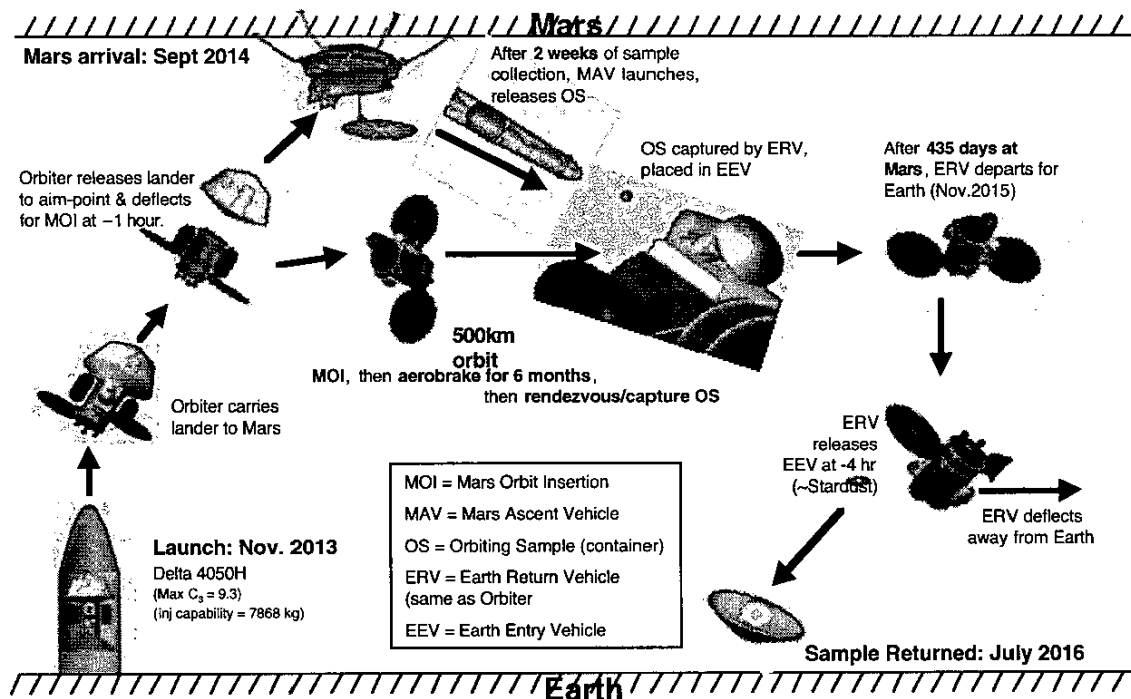 Mars
Mars arrival: Sept 2014
After 2 weeks of sample
collection, MAV launches,
releases OS
OS captured by ERV,
placed in EEV
After 435 days at
Mars, ERV departs for
Earth (Nov.2015)
Orbiter releases lander
to aim-point & deflects
for MOI at –1 hour.
500km
orbit
MOI, then aerobrake for 6 months,
then rendezvous/capture OS
Orbiter carries
lander to Mars
ERV
releases
EEV at -4 hr
(~Stardust)
ERV deflects
away from Earth
MOI = Mars Orbit Insertion
MAV = Mars Ascent Vehicle
OS = Orbiting Sample (container)
ERV = Earth Return Vehicle
(same as Orbiter
EEV = Earth Entry Vehicle
Launch: Nov. 2013
Delta 4050H
(Max C₃ = 9.3)
(inj capability = 7868 kg)
Sample Returned: July 2016
Earth